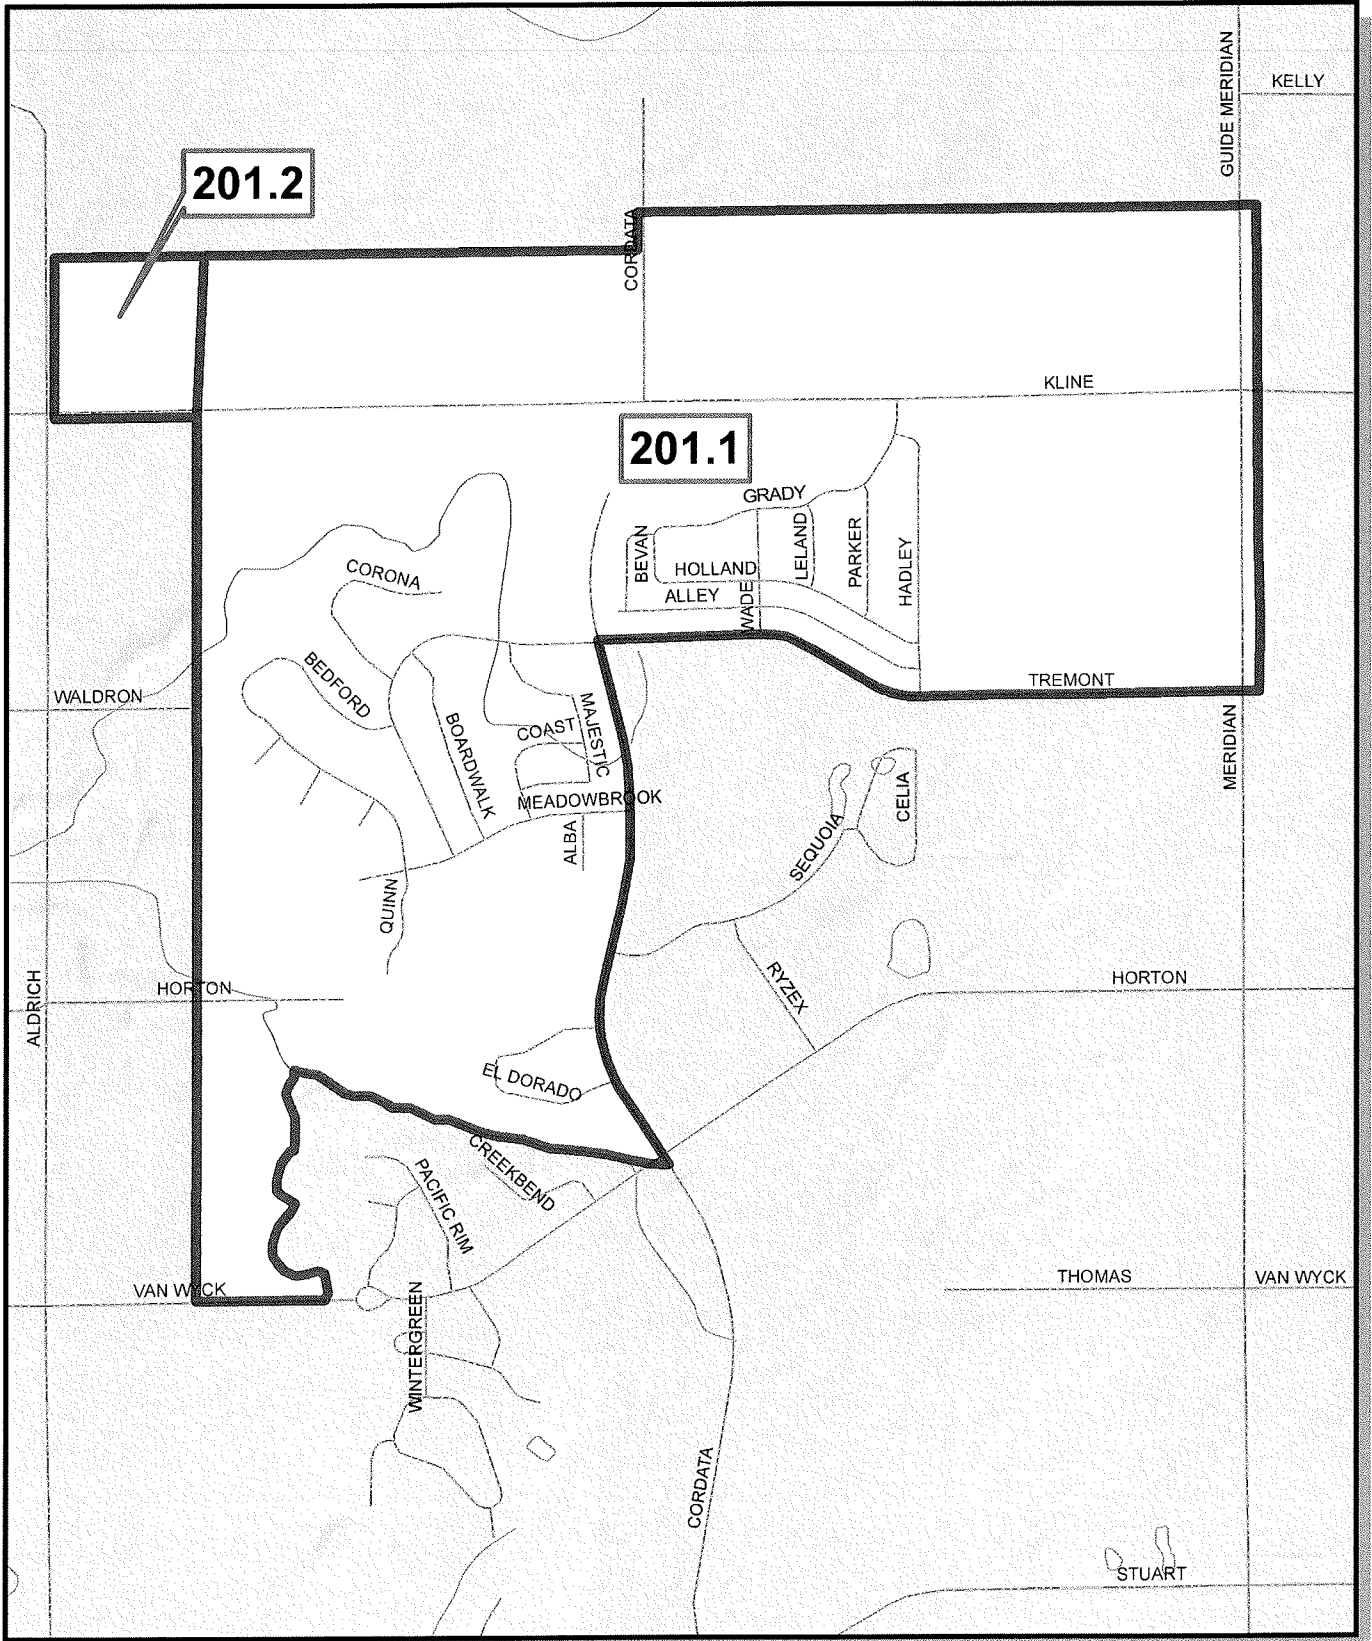 GUIDE MERIDIAN
KELLY
201.2
CORDATA
KLINE
201.1
GRADY
BEVAN
LELAND
PARKER
HADLEY
HOLLAND
ALLEY
WADE
CORONA
BEDFORD
WALDRON
TREMONT
BOARDWALK
COAST
MAJESTIC
MERIDIAN
MEADOWBROOK
ALBA
SEQUOIA
CELIA
QUINN
RYZEX
HORTON
HORTON
ALDRICH
EL DORADO
CREEKBEND
PACIFIC RIM
VAN WYCK
THOMAS
VAN WYCK
WINTERGREEN
CORDATA
STUART